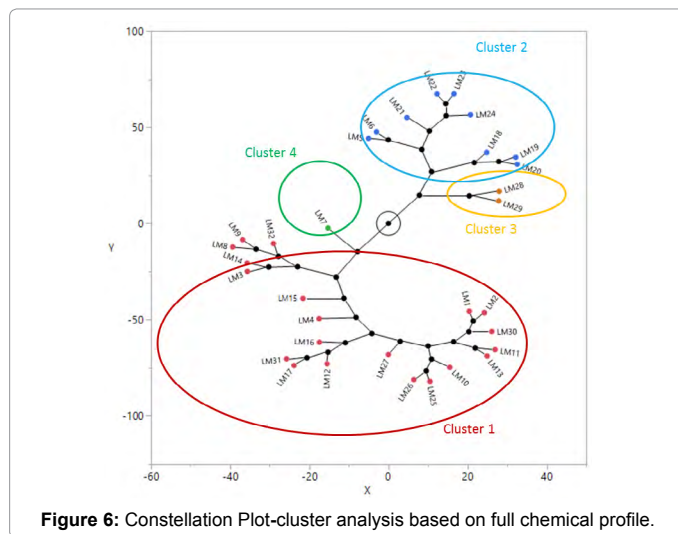 100
Cluster 2
LM22
LM23
LM21
LM24
LM6
LM5
50
LM18
LM19
LM20
Cluster 4
LM28
LM29
Cluster 3
LM7
0
Y
LM9
LM32
LM8
LM14
LM3
LM15
LM1
LM2
LM4
LM30
-50
LM16
LM11
LM31
LM27
LM13
LM17
LM12
LM10
LM26
LM25
-100
Cluster 1
-60
-40
-20
0
20
40
X
Figure 6: Constellation Plot-cluster analysis based on full chemical profile.